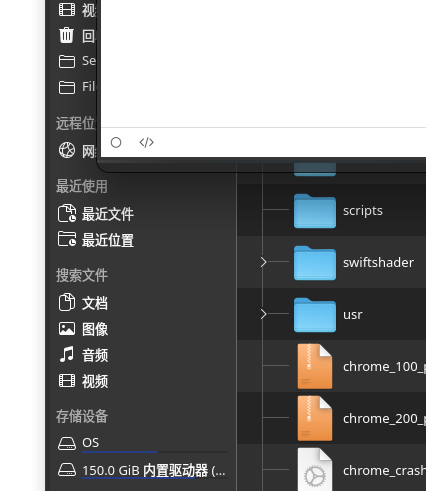 视
回
Se
Fil
远程位
网
最近使用
最近文件
最近位置
搜索文件
文档
图像
音频
视频
存储设备
OS
150.0 GiB 内置驱动器 (...
</>
scripts
swiftshader
usr
chrome_100_p
chrome_200_p
chrome_crash